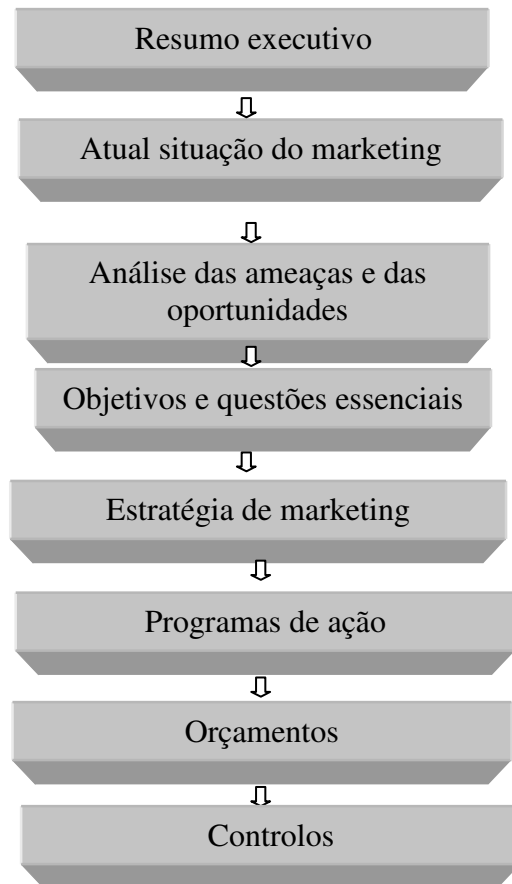 Resumo executivo
Atual situação do marketing
Análise das ameaças e das
oportunidades
Objetivos e questões essenciais
Estratégia de marketing
Programas de ação
Orçamentos
Controlos